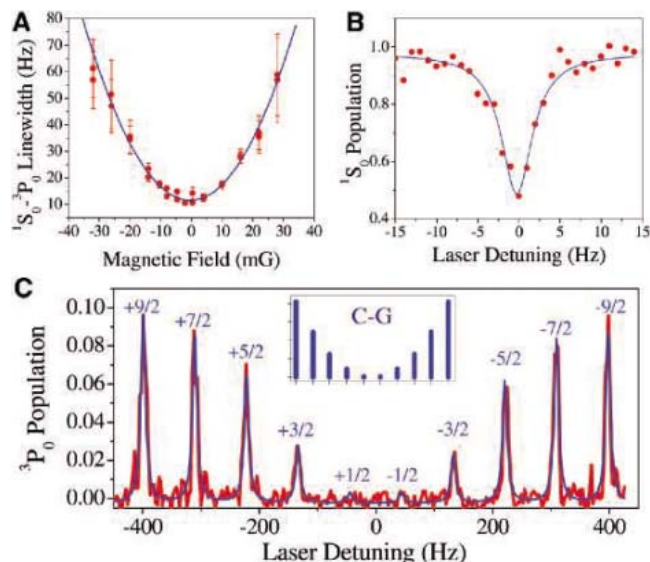 A
¹S₀-³P₀ Linewidth (Hz)
80
70
60
50
40
30
20
10
-40 -30 -20 -10 0 10 20 30 40
Magnetic Field (mG)
B
¹S₀ Population
1.0
0.8
0.6
0.4
-15 -10 -5 0 5 10 15
Laser Detuning (Hz)
C
³P₀ Population
0.10
0.08
0.06
0.04
0.02
0.00
+9/2
+7/2
+5/2
+3/2
+1/2
-1/2
-3/2
-5/2
-7/2
-9/2
C-G
-400 -200 0 200 400
Laser Detuning (Hz)